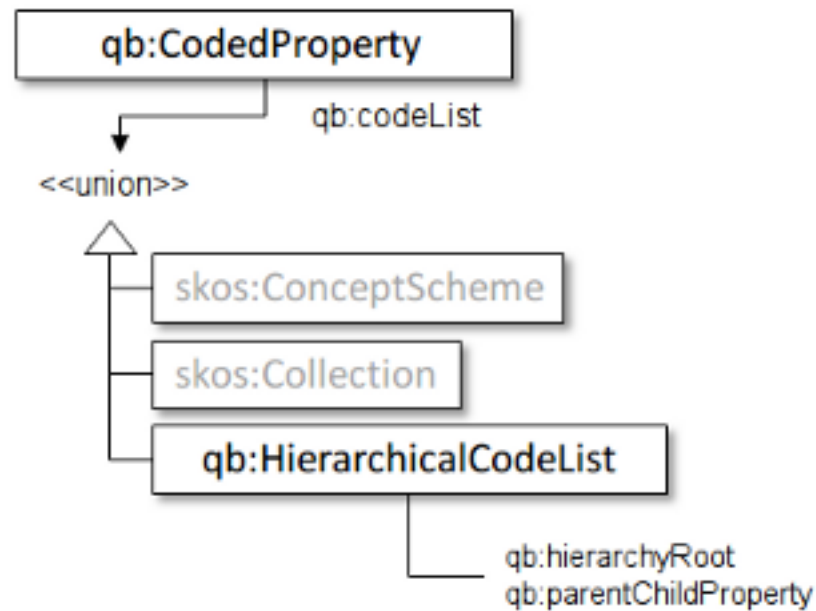 qb:CodedProperty
qb:codeList
<<union>>
skos:ConceptScheme
skos:Collection
qb:HierarchicalCodeList
qb:hierarchyRoot
qb:parentChildProperty